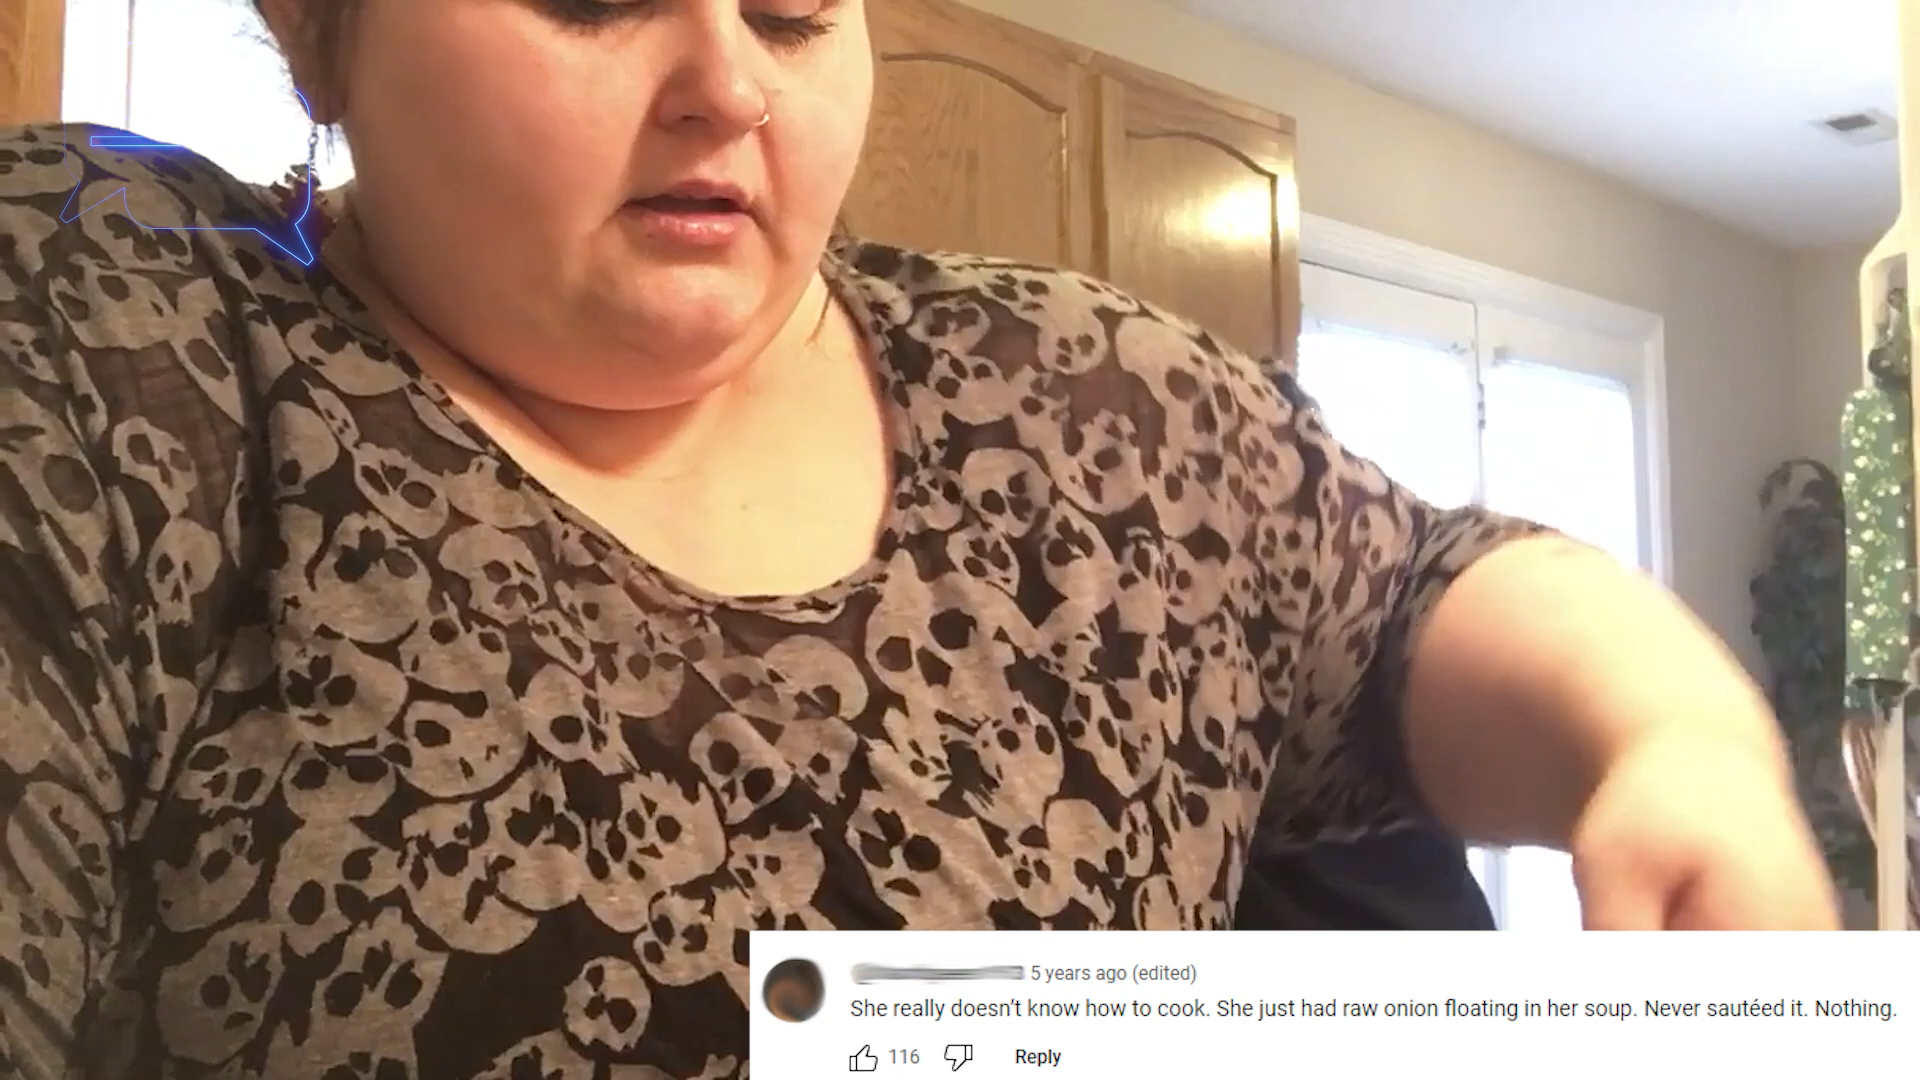 5 years ago (edited)
She really doesn't know how to cook. She just had raw onion floating in her soup. Never sautéed it. Nothing.
116
Reply